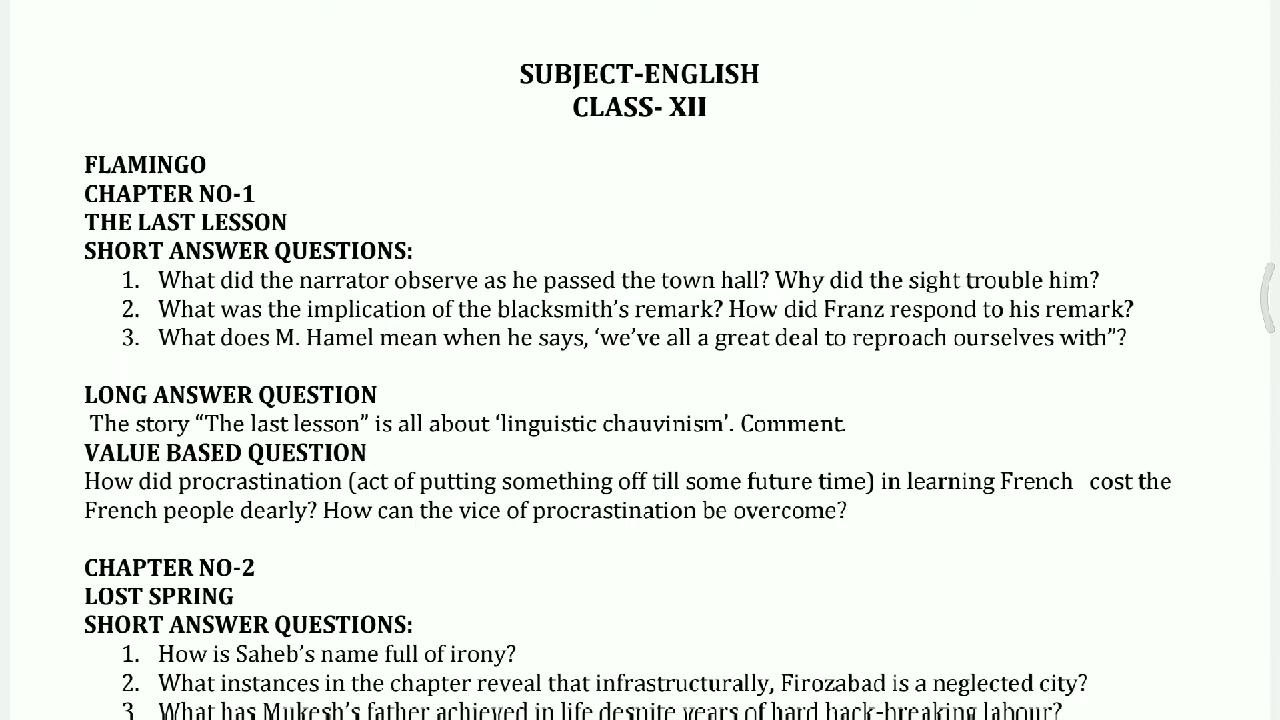 SUBJECT-ENGLISH
CLASS- XII
FLAMINGO
CHAPTER NO-1
THE LAST LESSON
SHORT ANSWER QUESTIONS:
1. What did the narrator observe as he passed the town hall? Why did the sight trouble him?
2. What was the implication of the blacksmith’s remark? How did Franz respond to his remark?
3. What does M. Hamel mean when he says, ‘we’ve all a great deal to reproach ourselves with”?
LONG ANSWER QUESTION
The story “The last lesson” is all about ‘linguistic chauvinism’. Comment.
VALUE BASED QUESTION
How did procrastination (act of putting something off till some future time) in learning French cost the
French people dearly? How can the vice of procrastination be overcome?
CHAPTER NO-2
LOST SPRING
SHORT ANSWER QUESTIONS:
1. How is Saheb’s name full of irony?
2. What instances in the chapter reveal that infrastructurally, Firozabad is a neglected city?
3. What has Mukesh’s father achieved in life despite years of hard back-breaking labour?